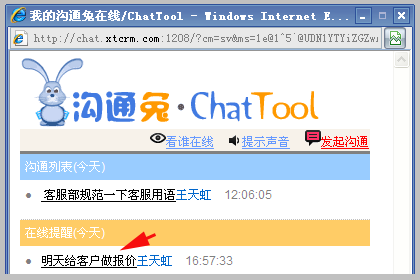 我的沟通兔在线/ChatTool - Windows Internet E...
http://chat.xtcrm.com:1208/?cm=sv&ms=1e@1^5`@UDN1YTYiZGZw
沟通兔·ChatTool
看谁在线 提示声音 发起沟通
沟通列表(今天)
客服部规范一下客服用语王天虹 12:06:05
在线提醒(今天)
明天给客户做报价王天虹 16:57:33